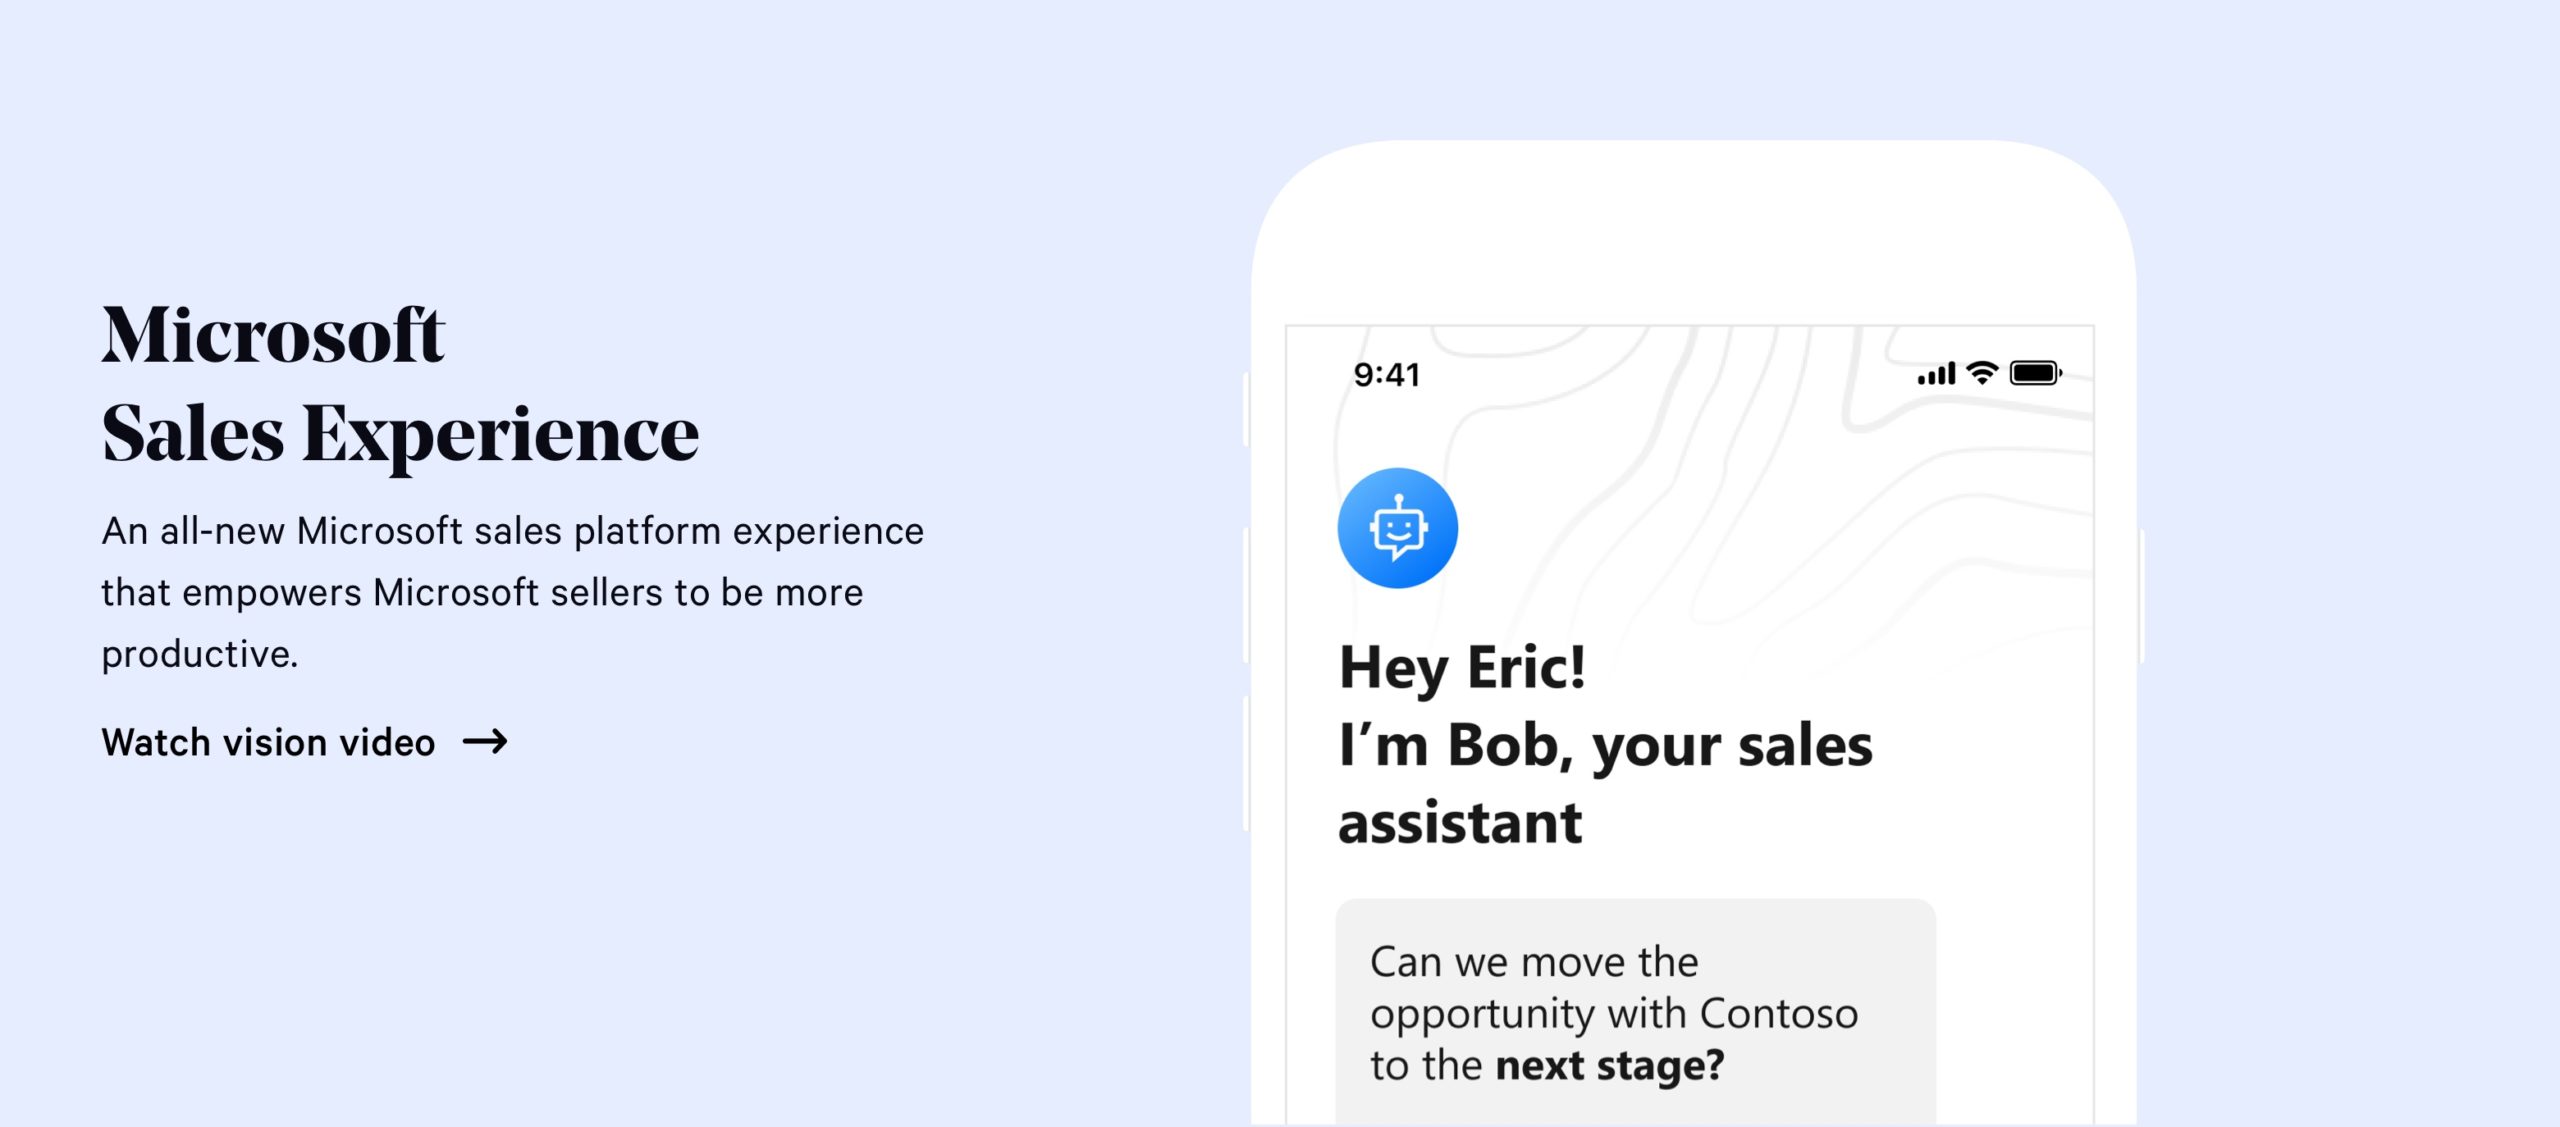 Microsoft
Sales Experience
An all-new Microsoft sales platform experience
that empowers Microsoft sellers to be more
productive.
Watch vision video →
9:41
Hey Eric!
I’m Bob, your sales
assistant
Can we move the
opportunity with Contoso
to the next stage?